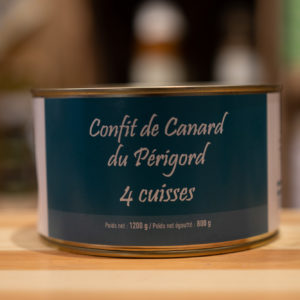 Confit de Canard
du Périgord
4 cuisses
Poids net : 1200 g / Poids net égoutté : 800 g